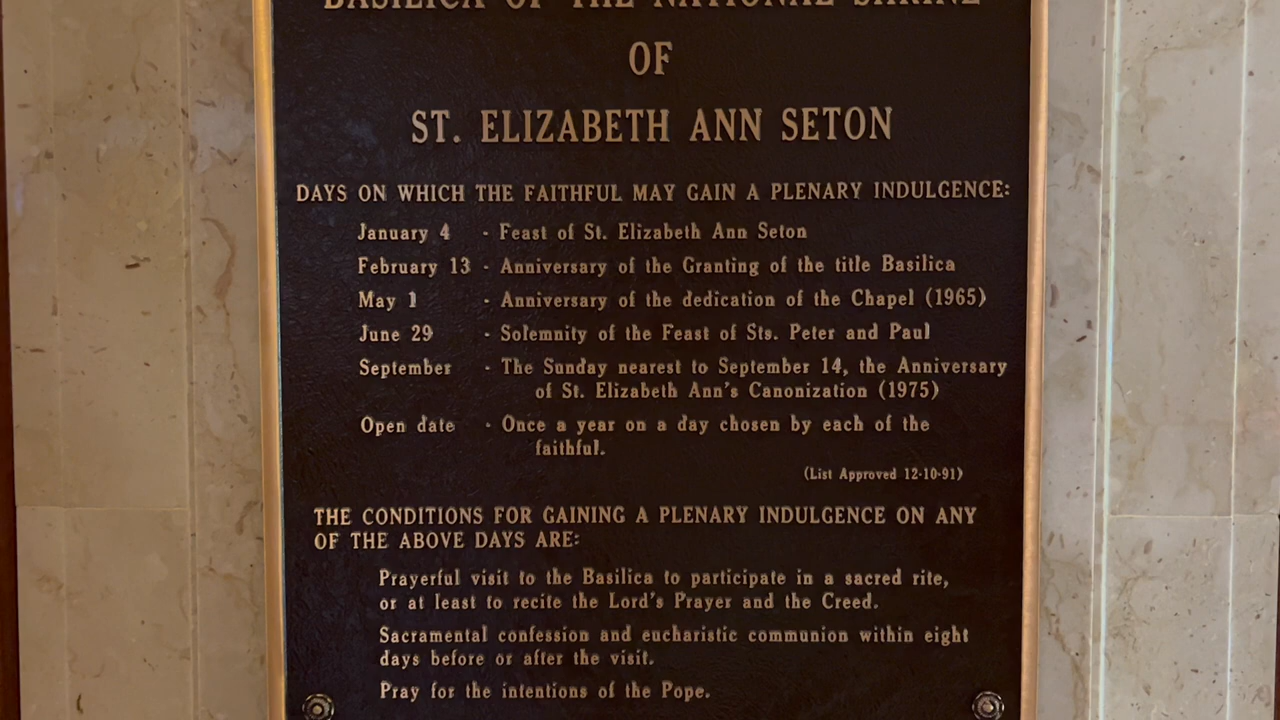 BASILICA OF THE NATIONAL SHRINE
OF
ST. ELIZABETH ANN SETON
DAYS ON WHICH THE FAITHFUL MAY GAIN A PLENARY INDULGENCE:
January 4 - Feast of St. Elizabeth Ann Seton
February 13 - Anniversary of the Granting of the title Basilica
May 1 - Anniversary of the dedication of the Chapel (1965)
June 29 - Solemnity of the Feast of Sts. Peter and Paul
September - The Sunday nearest to September 14, the Anniversary
of St. Elizabeth Ann's Canonization (1975)
Open date - Once a year on a day chosen by each of the
faithful.
(List Approved 12-10-91)
THE CONDITIONS FOR GAINING A PLENARY INDULGENCE ON ANY
OF THE ABOVE DAYS ARE:
Prayerful visit to the Basilica to participate in a sacred rite,
or at least to recite the Lord's Prayer and the Creed.
Sacramental confession and eucharistic communion within eight
days before or after the visit.
Pray for the intentions of the Pope.